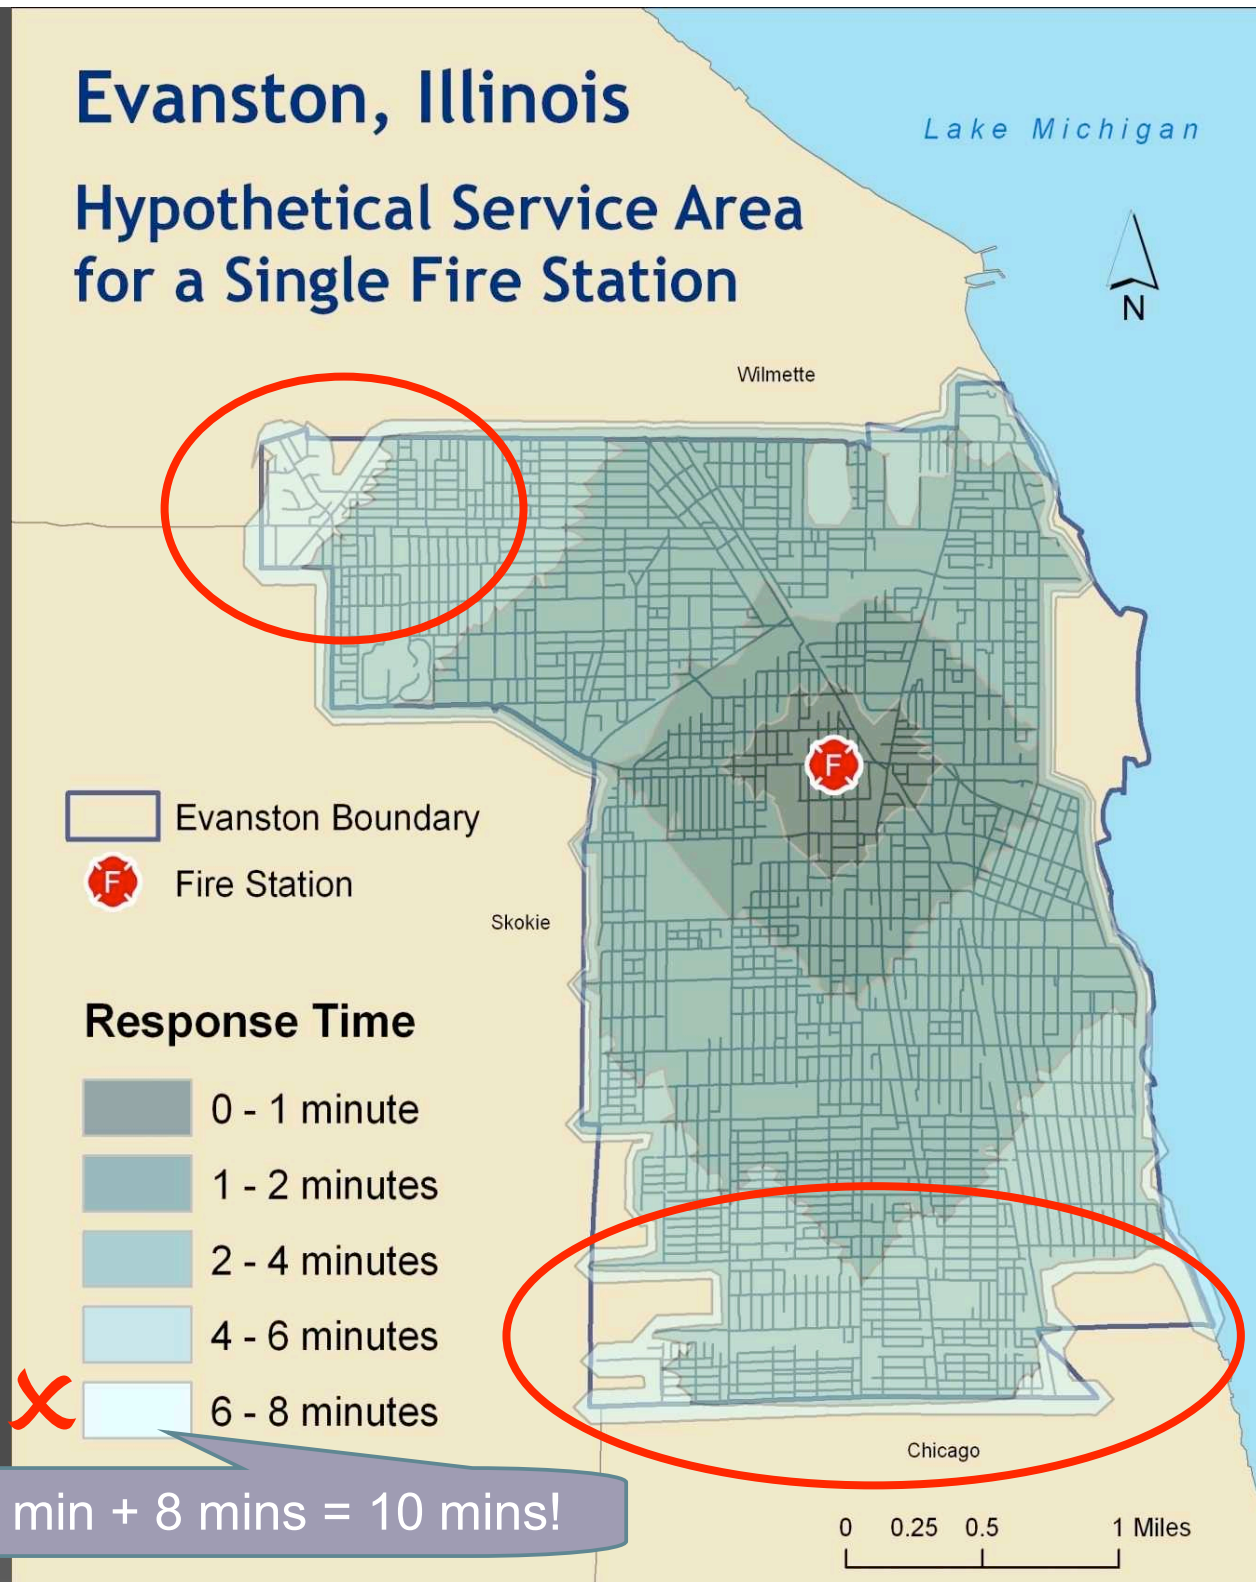 Evanston, Illinois
Hypothetical Service Area
for a Single Fire Station
Lake Michigan
N
Wilmette
F
Evanston Boundary
F
Fire Station
Skokie
Response Time
0 - 1 minute
1 - 2 minutes
2 - 4 minutes
4 - 6 minutes
X
6 - 8 minutes
Chicago
min + 8 mins = 10 mins!
0 0.25 0.5 1 Miles